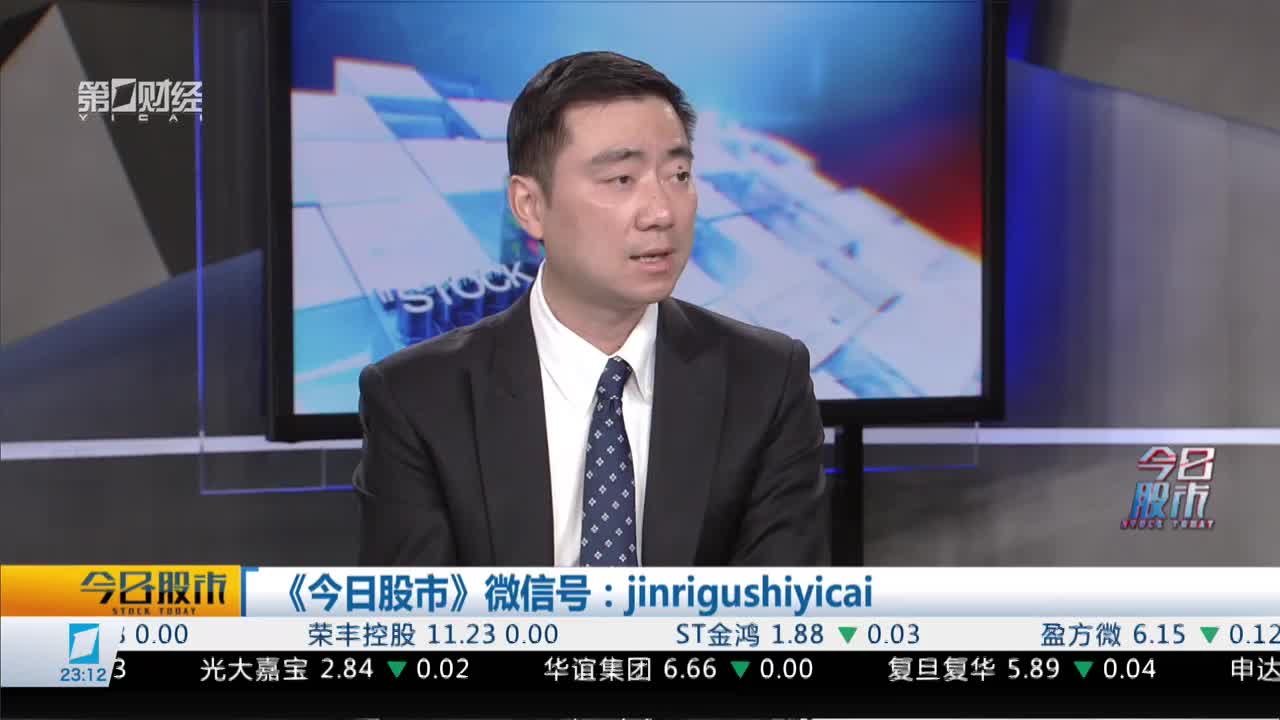 第一财经
YICAI
"STOCK
今日
股市
STOCK TODAY
今日股市
STOCK TODAY
《今日股市》微信号：jinrigushiyicai
3 0.00 荣丰控股 11.23 0.00 ST金鸿 1.88 ▼ 0.03 盈方微 6.15 ▼ 0.12
23:12
3 光大嘉宝 2.84 ▼ 0.02 华谊集团 6.66 ▼ 0.00 复旦复华 5.89 ▼ 0.04 申达